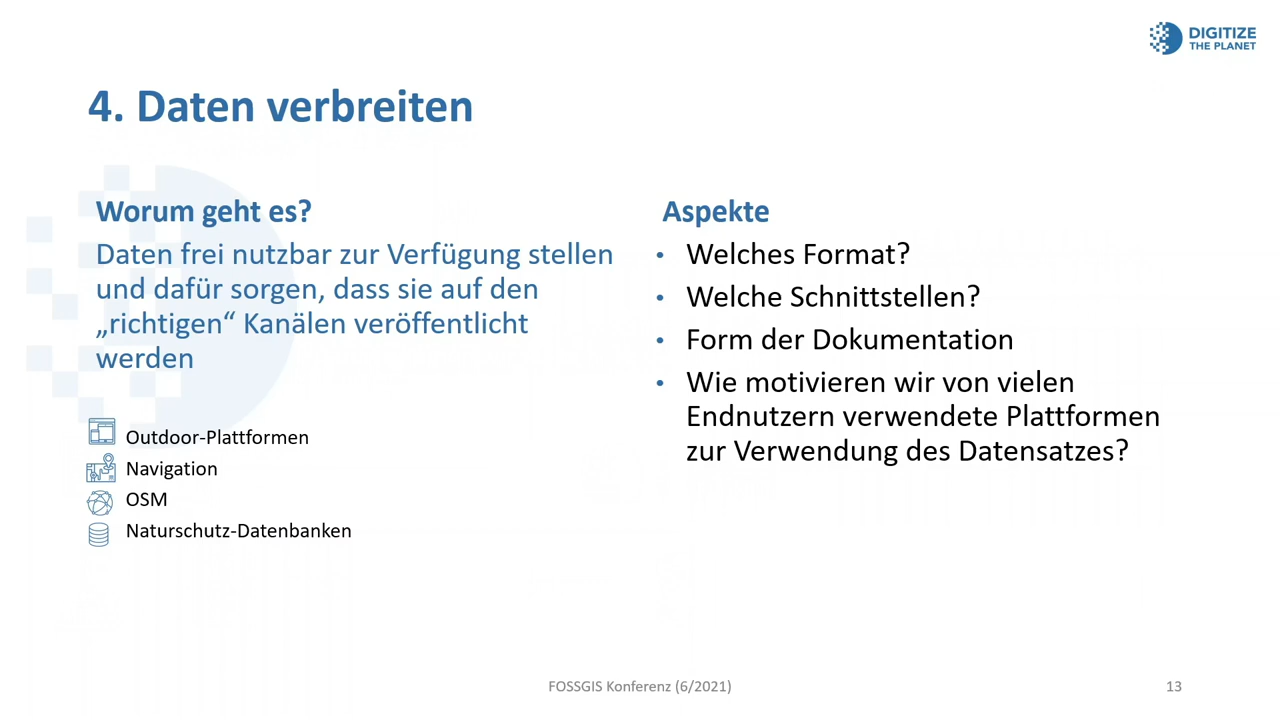 DIGITIZE
THE PLANET
4. Daten verbreiten
Worum geht es?
Daten frei nutzbar zur Verfügung stellen
und dafür sorgen, dass sie auf den
„richtigen“ Kanälen veröffentlicht
werden
Outdoor-Plattformen
Navigation
OSM
Naturschutz-Datenbanken
Aspekte
• Welches Format?
• Welche Schnittstellen?
• Form der Dokumentation
• Wie motivieren wir von vielen
Endnutzern verwendete Plattformen
zur Verwendung des Datensatzes?
FOSSGIS Konferenz (6/2021)
13